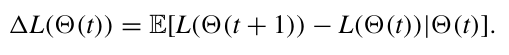 ΔL(Θ(t)) = 𝔼[L(Θ(t + 1)) − L(Θ(t))|Θ(t)].